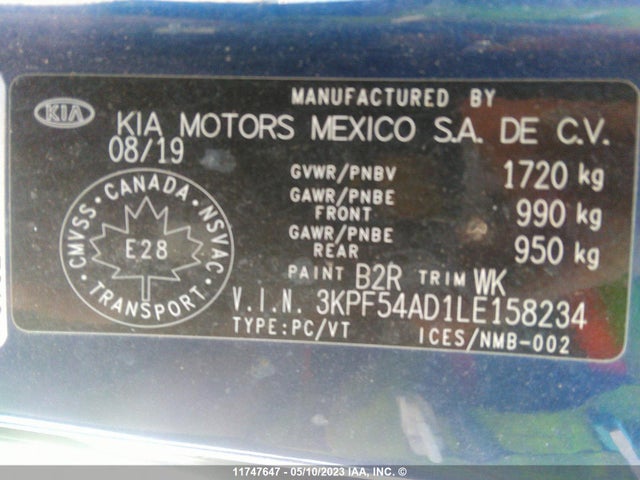 MANUFACTURED BY
KIA
KIA MOTORS MEXICO S.A. DE C.V.
08/19
GVWR/PNBV 1720 kg
GAWR/PNBE FRONT 990 kg
GAWR/PNBE REAR 950 kg
CANADA
CMVSS NSVAC
E28
TRANSPORT
PAINT B2R TRIM WK
V.I.N. 3KPF54AD1LE158234
TYPE:PC/VT ICES/NMB-002
11747647 - 05/10/2023 IAA, INC. ©